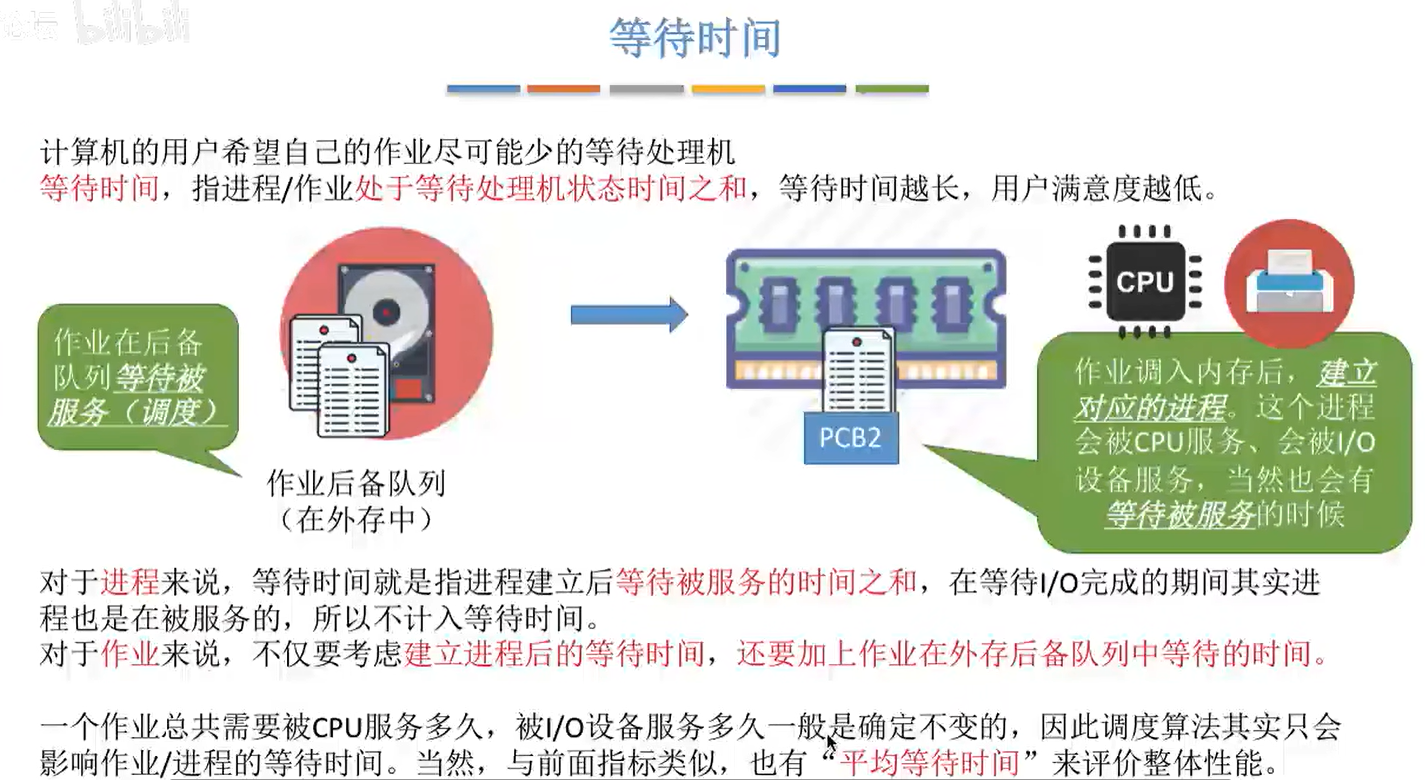 bilibili
等待时间
计算机的用户希望自己的作业尽可能少的等待处理机
等待时间，指进程/作业处于等待处理机状态时间之和，等待时间越长，用户满意度越低。
作业在后备
队列等待被
服务（调度）
作业后备队列
（在外存中）
PCB2
CPU
作业调入内存后，建立
对应的进程。这个进程
会被CPU服务、会被I/O
设备服务，当然也会有
等待被服务的时候
对于进程来说，等待时间就是指进程建立后等待被服务的时间之和，在等待I/O完成的期间其实进
程也是在被服务的，所以不计入等待时间。
对于作业来说，不仅要考虑建立进程后的等待时间，还要加上作业在外存后备队列中等待的时间。
一个作业总共需要被CPU服务多久，被I/O设备服务多久一般是确定不变的，因此调度算法其实只会
影响作业/进程的等待时间。当然，与前面指标类似，也有“平均等待时间”来评价整体性能。